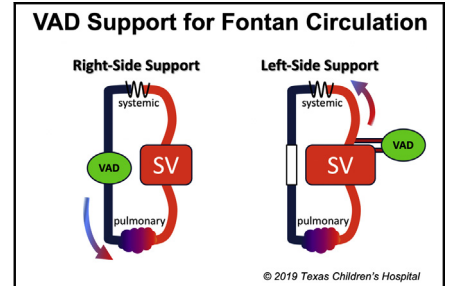 VAD Support for Fontan Circulation
Right-Side Support
Left-Side Support
systemic
systemic
VAD
SV
SV
VAD
pulmonary
pulmonary
© 2019 Texas Children's Hospital